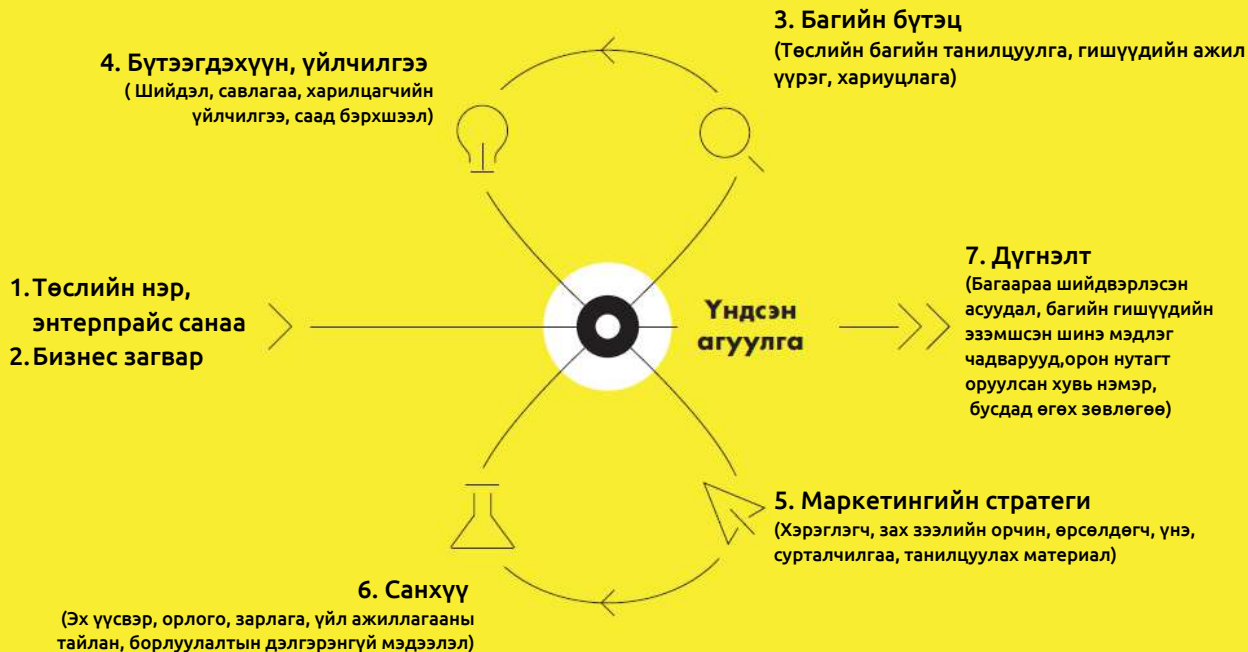 3. Багийн бүтэц
(Төслийн багийн танилцуулга, гишүүдийн ажил
үүрэг, хариуцлага)
4. Бүтээгдэхүүн, үйлчилгээ
( Шийдэл, савлагаа, харилцагчийн
үйлчилгээ, саад бэрхшээл)
1.Төслийн нэр,
энтерпрайс санаа
2.Бизнес загвар
Үндсэн
агуулга
7. Дүгнэлт
(Багаараа шийдвэрлэсэн
асуудал, багийн гишүүдийн
эзэмшсэн шинэ мэдлэг
чадварууд,орон нутагт
оруулсан хувь нэмэр,
бусдад өгөх зөвлөгөө)
5. Маркетингийн стратеги
(Хэрэглэгч, зах зээлийн орчин, өрсөлдөгч, үнэ,
сурталчилгаа, танилцуулах материал)
6. Санхүү
(Эх үүсвэр, орлого, зарлага, үйл ажиллагааны
тайлан, борлуулалтын дэлгэрэнгүй мэдээлэл)